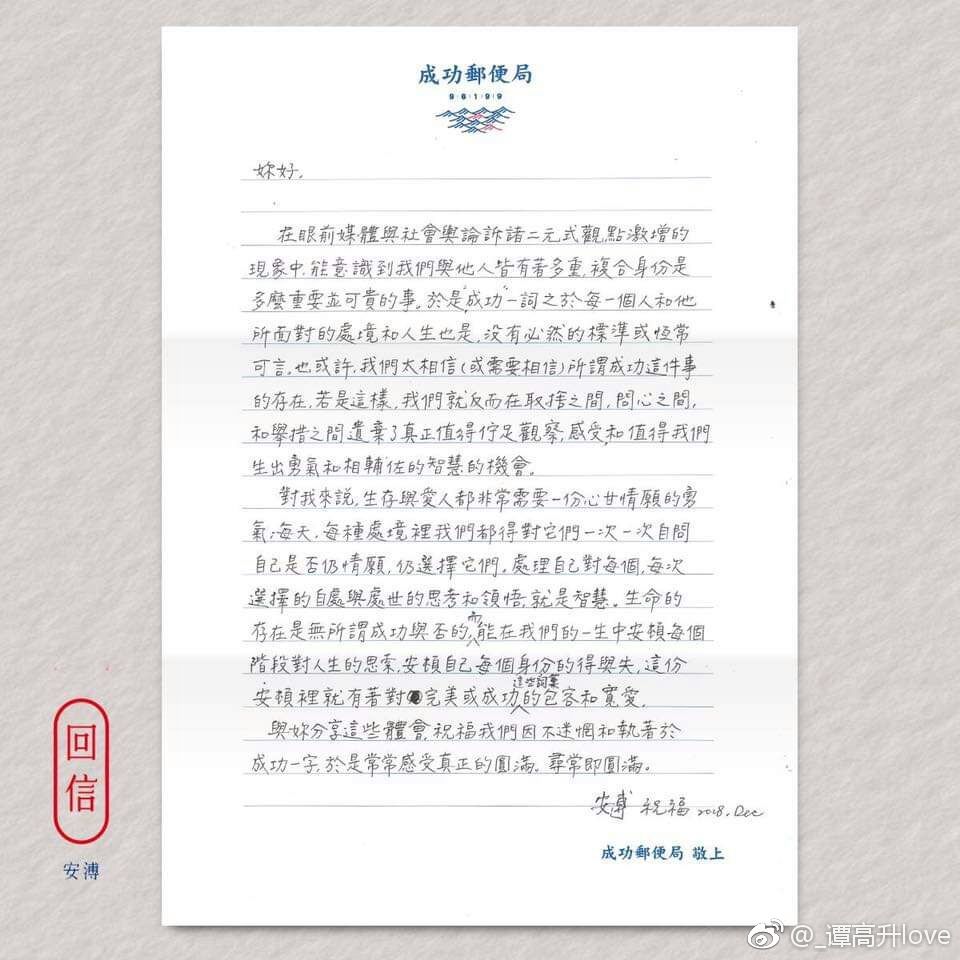 成功郵便局
96199
妳好,
在眼前媒體與社會輿論訴諸二元式觀點激增的
現象中,能意識到我們與他人皆有著多重,複合身份是
多麼重要並可貴的事。於是"成功"一詞之於每一個人和他
所面對的處境和人生也是,沒有必然的標準或恆常
可言。也或許,我們太相信(或需要相信)所謂成功這件事
的存在,若是這樣,我們就反而在取捨之間,問心之間,
和舉措之間遺棄了真正值得佇足觀察,感受,和值得我們
生出勇氣和相輔佐的智慧的機會。
對我來說,生存與愛人都非常需要一份心甘情願的勇
氣,每天,每種處境裡我們都得對它們一次一次自問
自己是否仍情願,仍選擇它們。處理自己對每個,每次
選擇的自處與處世的思考和領悟,就是智慧。生命的
存在是無所謂成功與否的,而能在我們的一生中安頓每個
階段對人生的思索,安頓自己每個身份的得與失,這份
安頓裡就有著對完美或成功這些詞彙的包容和寬愛。
與妳分享這些體會,祝福我們因不迷惘和執著於
成功一字,於是常常感受真正的圓滿。尋常即圓滿。
安溥 祝福 2018.Dec
成功郵便局 敬上
回信
安溥
@_谭高升love